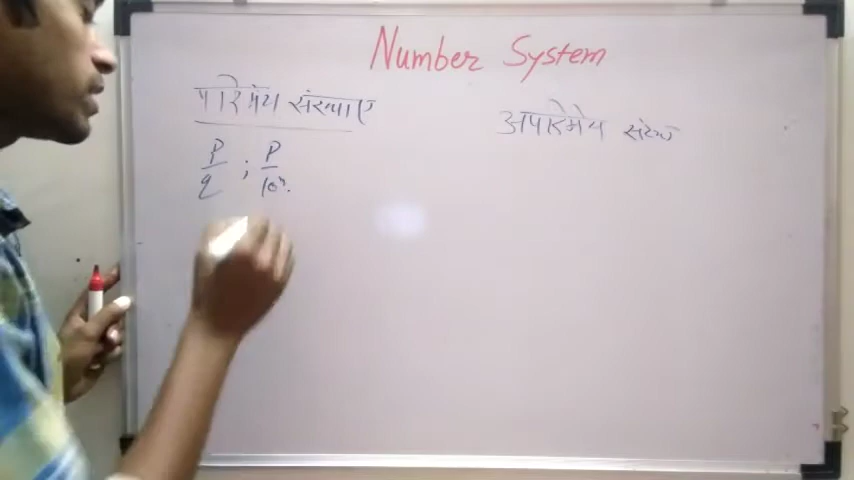 Number System
परिमेय संख्याए
अपरिमेय संख्य
P/q ; P/10ⁿ.